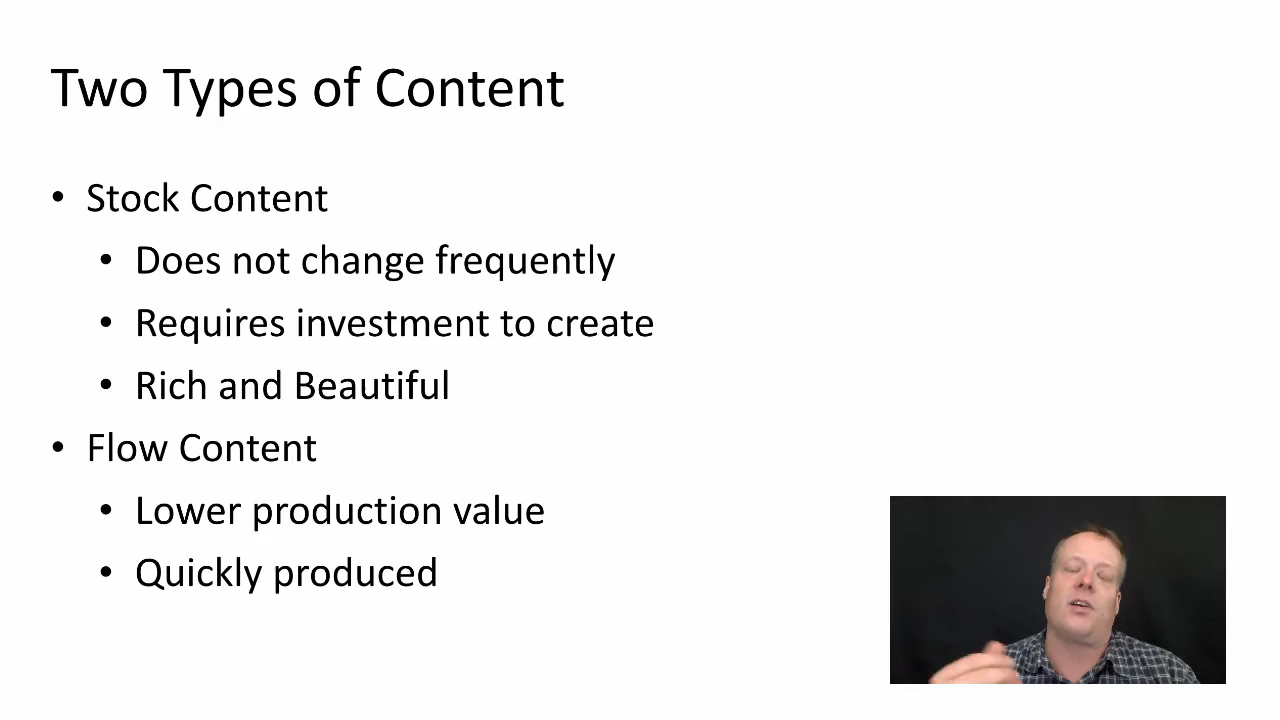 Two Types of Content
• Stock Content
• Does not change frequently
• Requires investment to create
• Rich and Beautiful
• Flow Content
• Lower production value
• Quickly produced